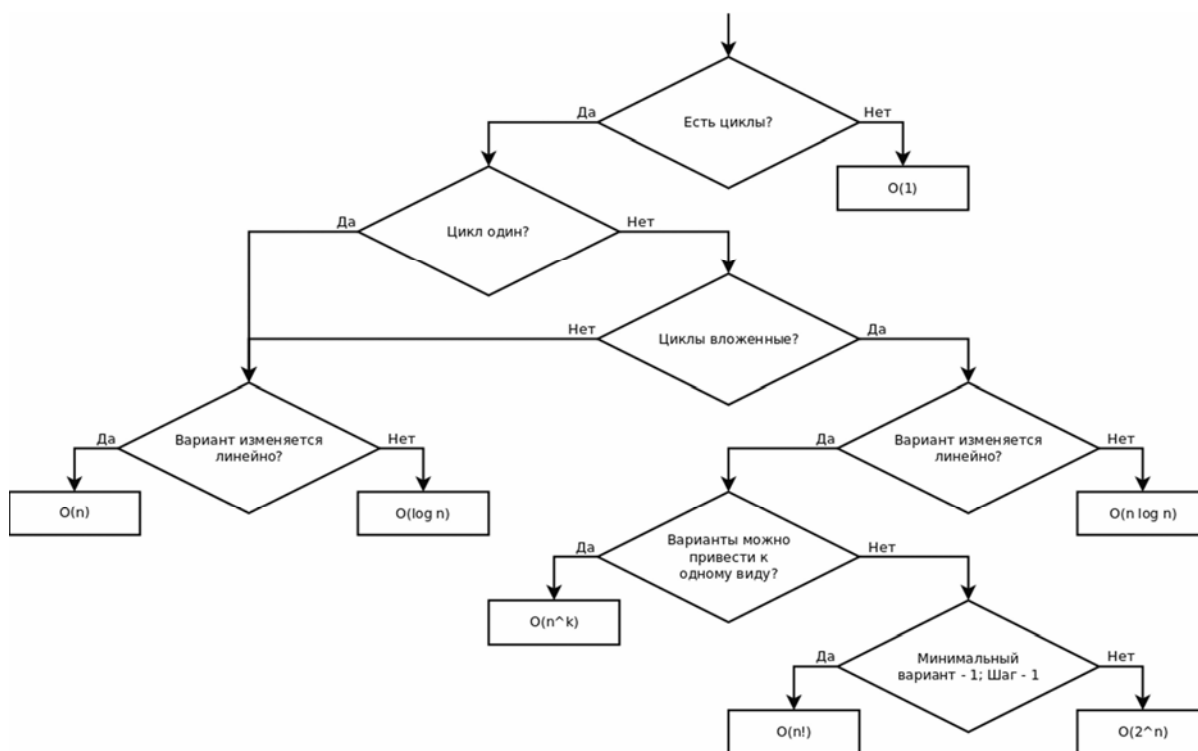 Да
Есть циклы?
Нет
O(1)
Да
Цикл один?
Нет
Нет
Циклы вложенные?
Да
Да
Вариант изменяется
линейно?
Нет
O(n)
O(log n)
Да
Вариант изменяется
линейно?
Нет
O(n log n)
Да
Варианты можно
привести к
одному виду?
Нет
O(n^k)
Да
Минимальный
вариант - 1; Шаг - 1
Нет
O(n!)
O(2^n)